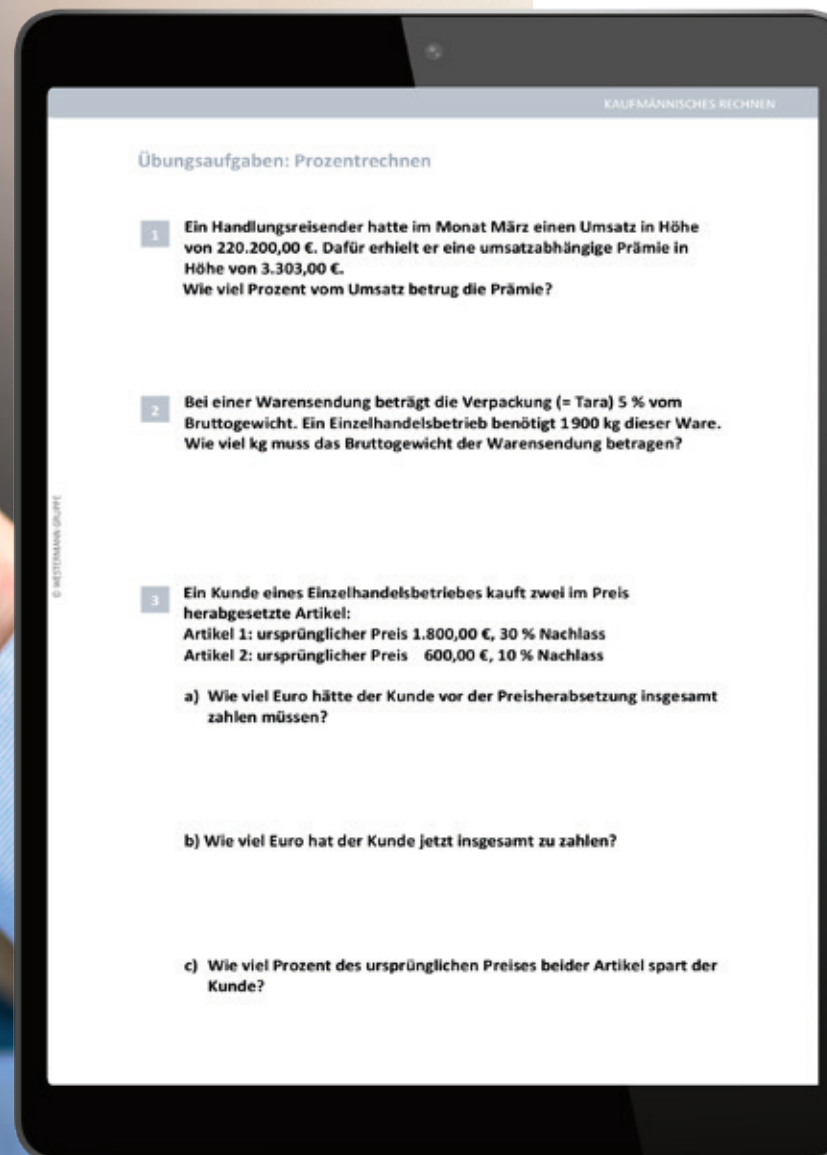 KAUFMÄNNISCHES RECHNEN
Übungsaufgaben: Prozentrechnen
1 Ein Handlungsreisender hatte im Monat März einen Umsatz in Höhe
von 220.200,00 €. Dafür erhielt er eine umsatzabhängige Prämie in
Höhe von 3.303,00 €.
Wie viel Prozent vom Umsatz betrug die Prämie?
2 Bei einer Warensendung beträgt die Verpackung (= Tara) 5 % vom
Bruttogewicht. Ein Einzelhandelsbetrieb benötigt 1900 kg dieser Ware.
Wie viel kg muss das Bruttogewicht der Warensendung betragen?
3 Ein Kunde eines Einzelhandelsbetriebes kauft zwei im Preis
herabgesetzte Artikel:
Artikel 1: ursprünglicher Preis 1.800,00 €, 30 % Nachlass
Artikel 2: ursprünglicher Preis 600,00 €, 10 % Nachlass
a) Wie viel Euro hätte der Kunde vor der Preisherabsetzung insgesamt
zahlen müssen?
b) Wie viel Euro hat der Kunde jetzt insgesamt zu zahlen?
c) Wie viel Prozent des ursprünglichen Preises beider Artikel spart der
Kunde?
© WESTERMANN GRUPPE